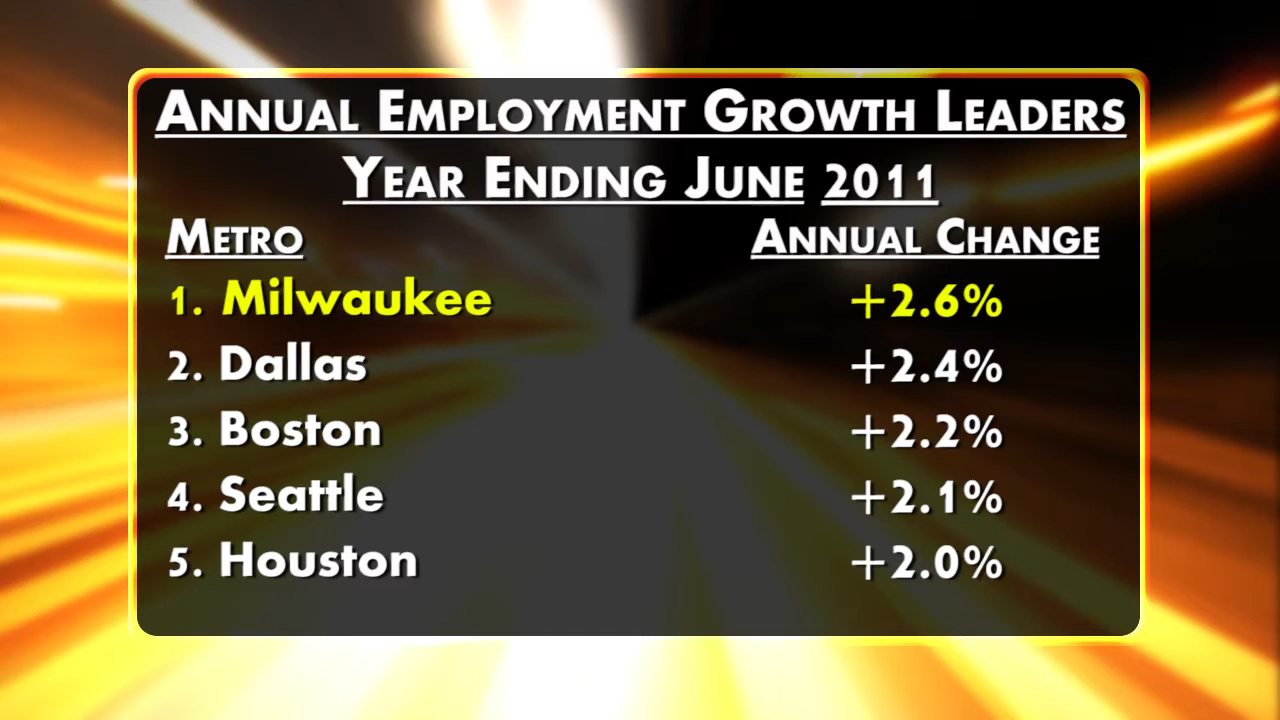 Annual Employment Growth Leaders
Year Ending June 2011
Metro Annual Change
1. Milwaukee +2.6%
2. Dallas +2.4%
3. Boston +2.2%
4. Seattle +2.1%
5. Houston +2.0%